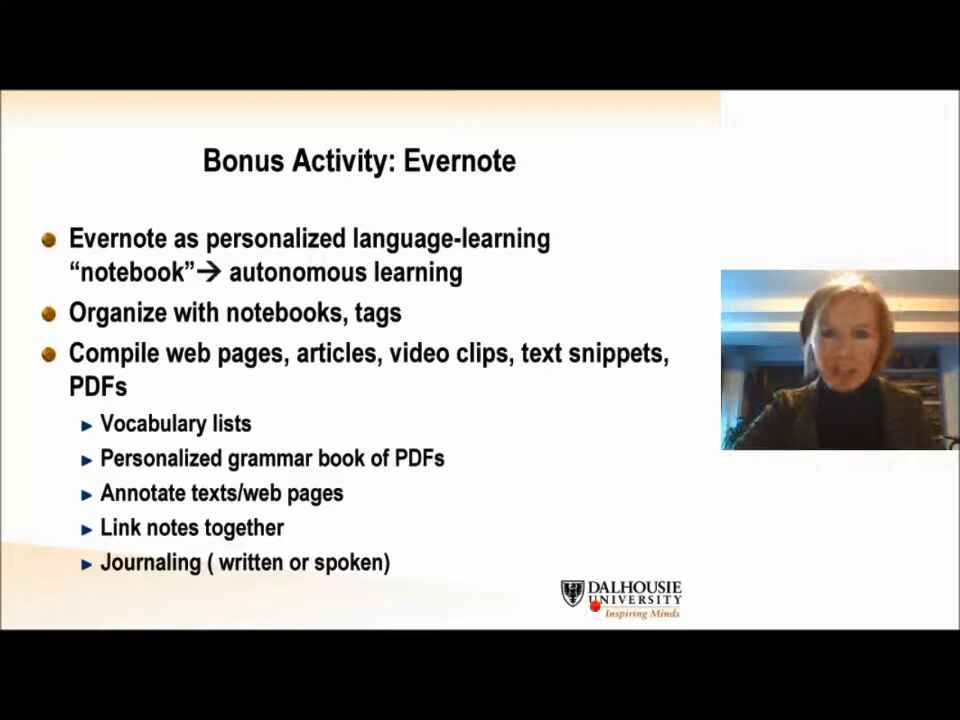 Bonus Activity: Evernote
Evernote as personalized language-learning
“notebook”→ autonomous learning
Organize with notebooks, tags
Compile web pages, articles, video clips, text snippets,
PDFs
Vocabulary lists
Personalized grammar book of PDFs
Annotate texts/web pages
Link notes together
Journaling ( written or spoken)
DALHOUSIE
UNIVERSITY
Inspiring Minds